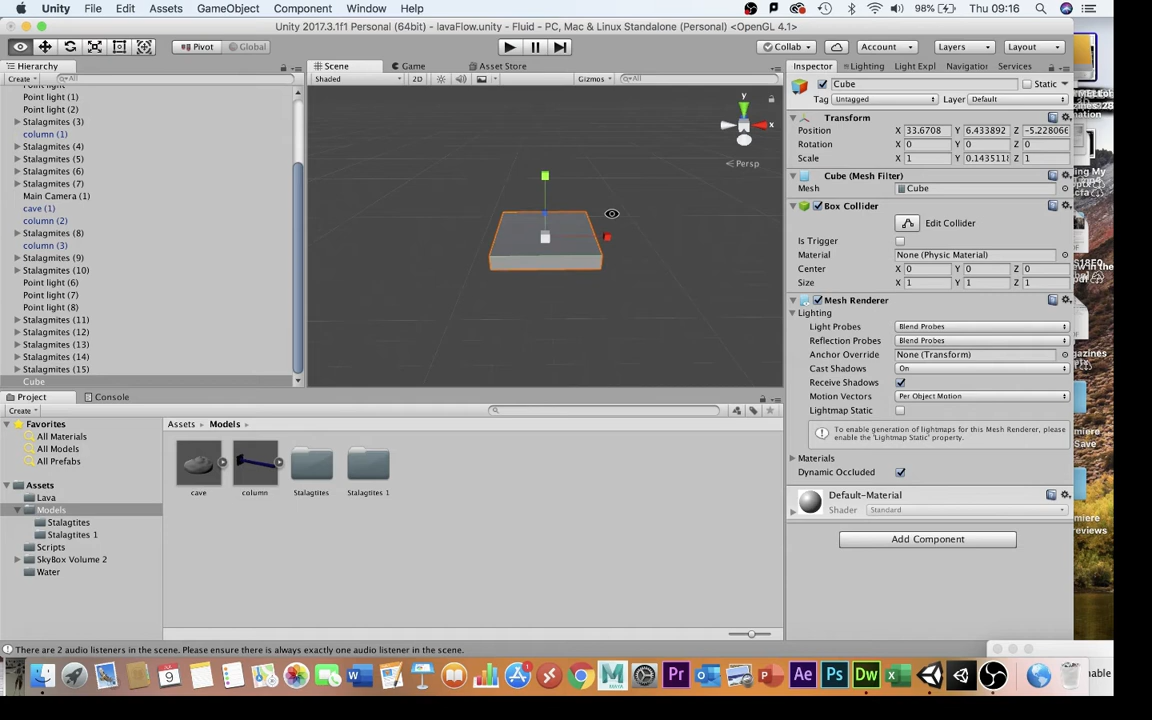 Unity File Edit Assets GameObject Component Window Help 98% Thu 09:16
Unity 2017.3.1f1 Personal (64bit) - lavaFlow.unity - Fluid - PC, Mac & Linux Standalone (Personal) <OpenGL 4.1>
Pivot Global Collab Account Layers Layout
Hierarchy Scene Game Asset Store Inspector Lighting Light Expl Navigation Services
Create All Shaded 2D Gizmos All
Cube Static
Tag Untagged Layer Default
Transform
Position X 33.6708 Y 6.433892 Z -5.228066
Rotation X 0 Y 0 Z 0
Scale X 1 Y 0.1435118 Z 1
Cube (Mesh Filter)
Mesh Cube
Box Collider
Edit Collider
Is Trigger
Material None (Physic Material)
Center X 0 Y 0 Z 0
Size X 1 Y 1 Z 1
Mesh Renderer
Lighting
Light Probes Blend Probes
Reflection Probes Blend Probes
Anchor Override None (Transform)
Cast Shadows On
Receive Shadows
Motion Vectors Per Object Motion
Lightmap Static
To enable generation of lightmaps for this Mesh Renderer, please
enable the 'Lightmap Static' property.
Materials
Dynamic Occluded
Default-Material
Shader Standard
Add Component
y
x
Persp
Point light (1)
Point light (2)
Stalagmites (3)
column (1)
Stalagmites (4)
Stalagmites (5)
Stalagmites (6)
Stalagmites (7)
Main Camera (1)
cave (1)
column (2)
Stalagmites (8)
column (3)
Stalagmites (9)
Stalagmites (10)
Point light (6)
Point light (7)
Point light (8)
Stalagmites (11)
Stalagmites (12)
Stalagmites (13)
Stalagmites (14)
Stalagmites (15)
Cube
Project Console
Create
Favorites
All Materials
All Models
All Prefabs
Assets
Lava
Models
Stalagtites
Stalagtites 1
Scripts
SkyBox Volume 2
Water
Assets Models
cave column Stalagtites Stalagtites 1
There are 2 audio listeners in the scene. Please ensure there is always exactly one audio listener in the scene.
9 Pr Ae Ps Dw